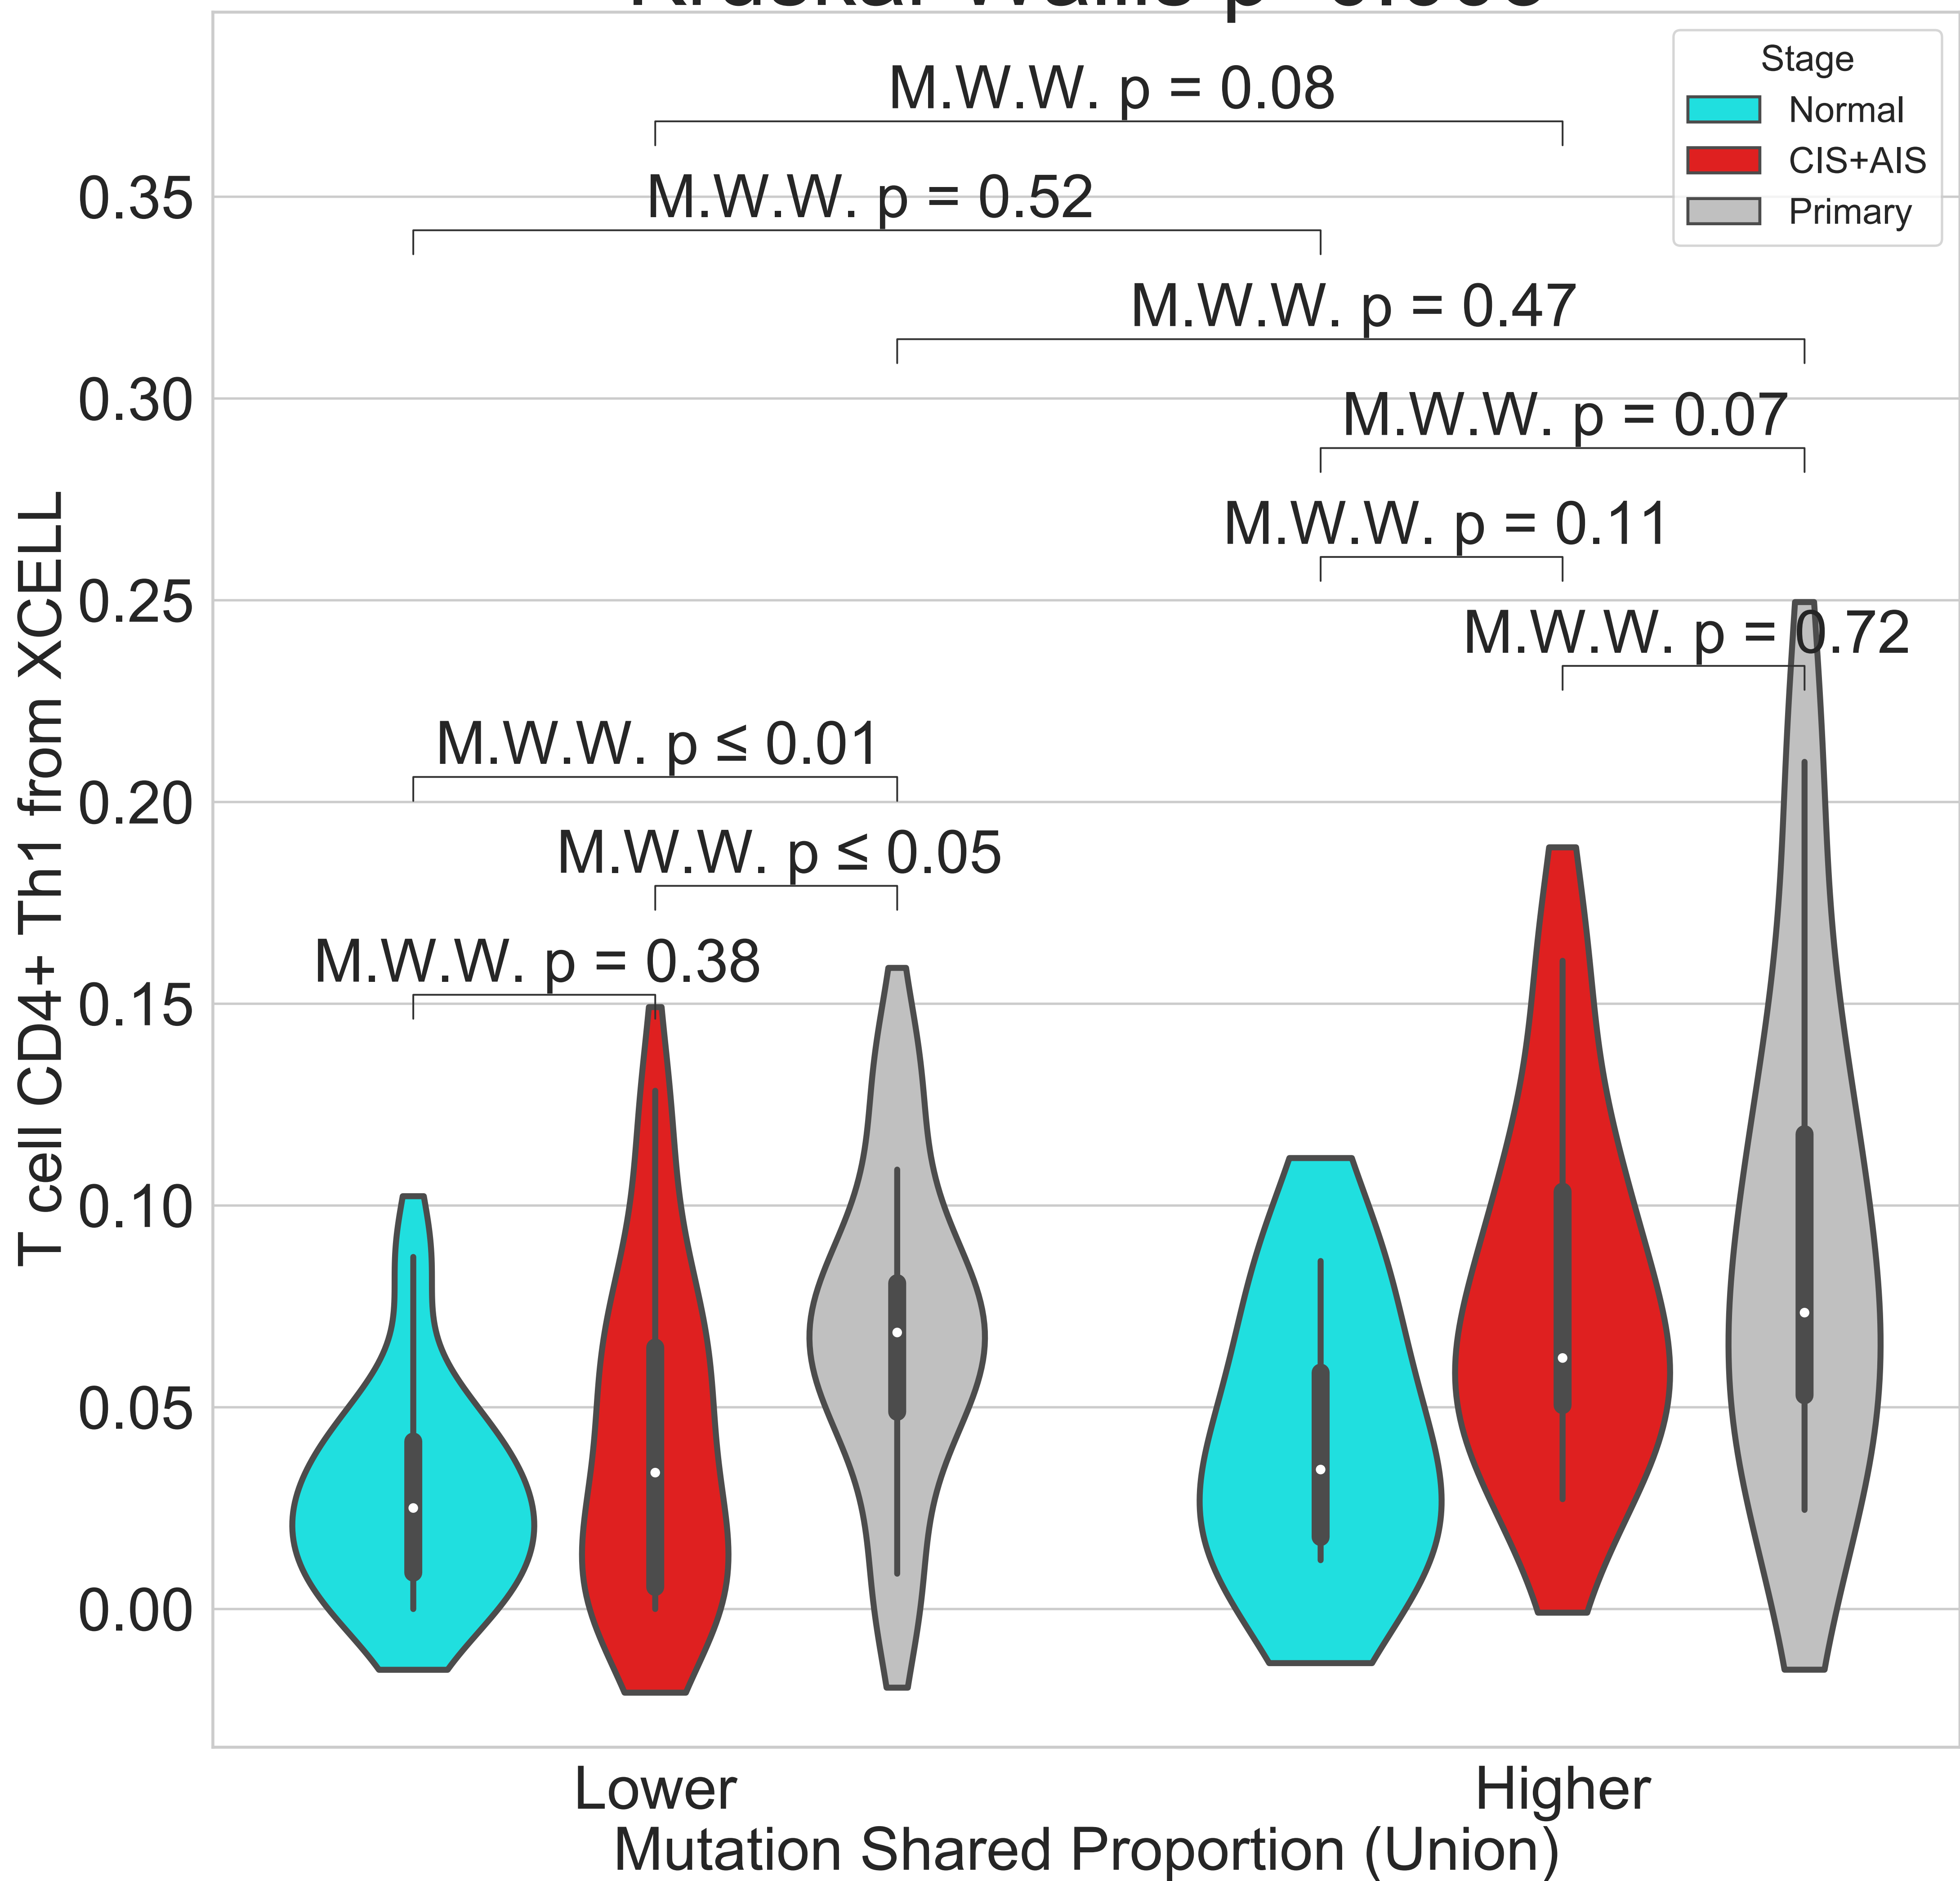 M.W.W. p = 0.08
M.W.W. p = 0.52
M.W.W. p = 0.47
M.W.W. p = 0.07
M.W.W. p = 0.11
M.W.W. p = 0.72
M.W.W. p ≤ 0.01
M.W.W. p ≤ 0.05
M.W.W. p = 0.38
Stage
Normal
CIS+AIS
Primary
T cell CD4+ Th1 from XCELL
0.35
0.30
0.25
0.20
0.15
0.10
0.05
0.00
Lower
Higher
Mutation Shared Proportion (Union)